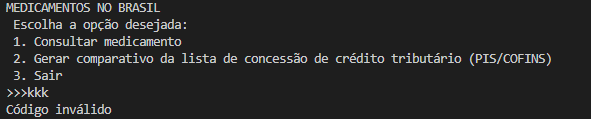 MEDICAMENTOS NO BRASIL
Escolha a opção desejada:
1. Consultar medicamento
2. Gerar comparativo da lista de concessão de crédito tributário (PIS/COFINS)
3. Sair
>>>kkk
Código inválido